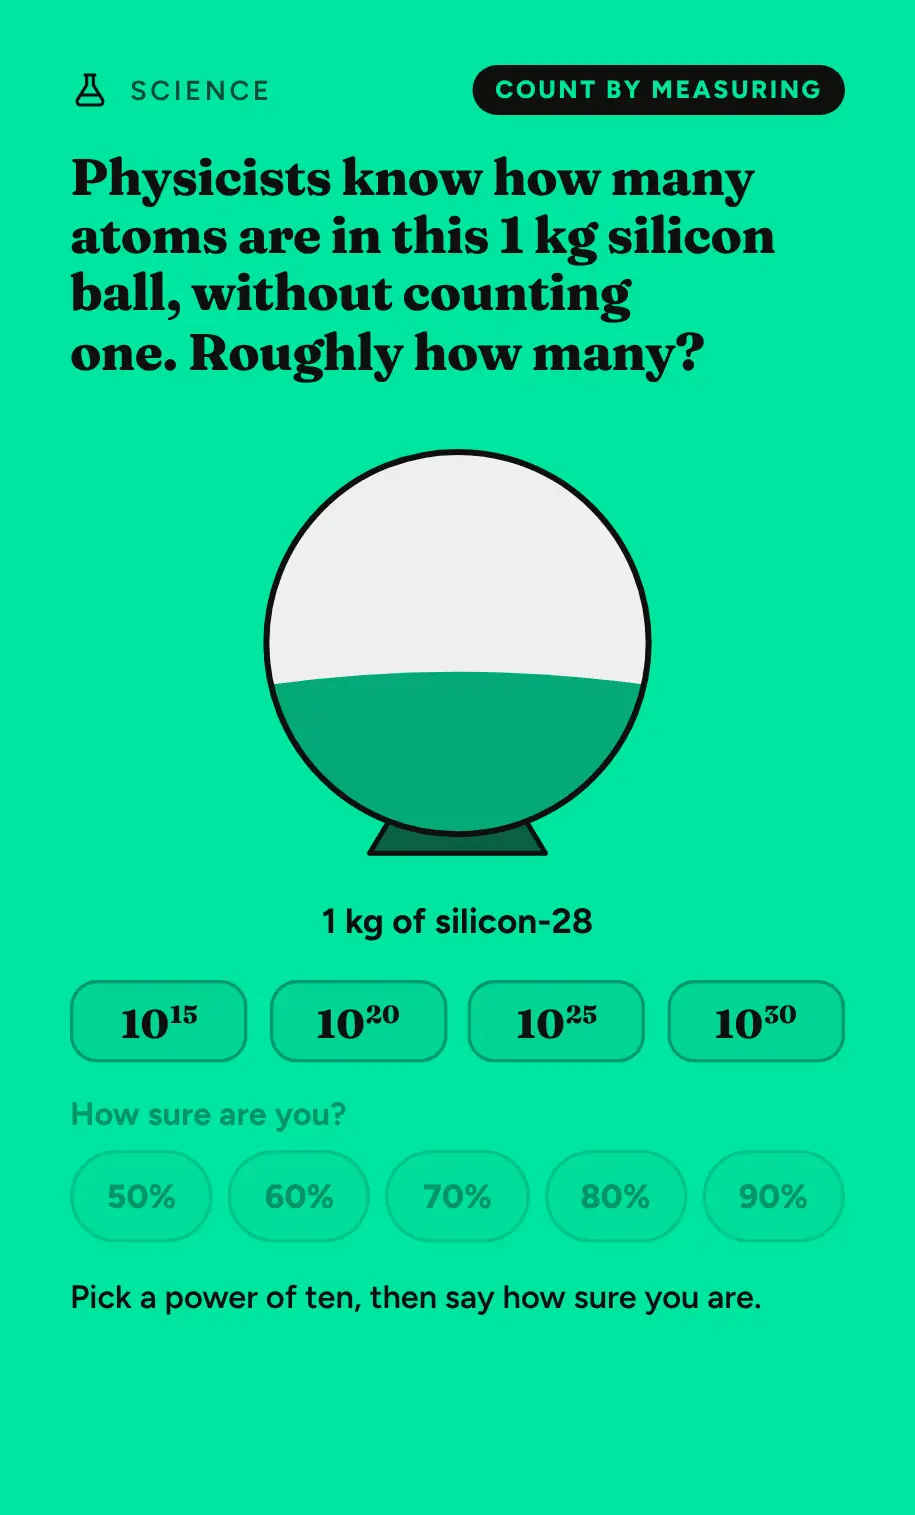 SCIENCE
COUNT BY MEASURING
Physicists know how many
atoms are in this 1 kg silicon
ball, without counting
one. Roughly how many?
1 kg of silicon-28
10¹⁵ 10²⁰ 10²⁵ 10³⁰
How sure are you?
50% 60% 70% 80% 90%
Pick a power of ten, then say how sure you are.